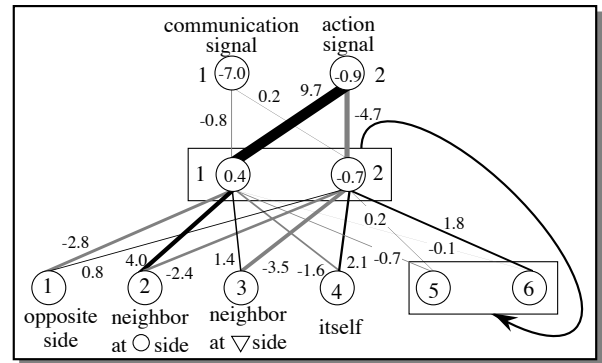 communication
signal
action
signal
1
-7.0
-0.9
2
9.7
0.2
-0.8
-4.7
1
0.4
-0.7
2
0.2
1.8
-2.8
-0.1
0.8
4.0
-2.4
1.4
-3.5
-1.6
2.1
-0.7
1
2
3
4
5
6
opposite
side
neighbor
at ○ side
neighbor
at ▽ side
itself